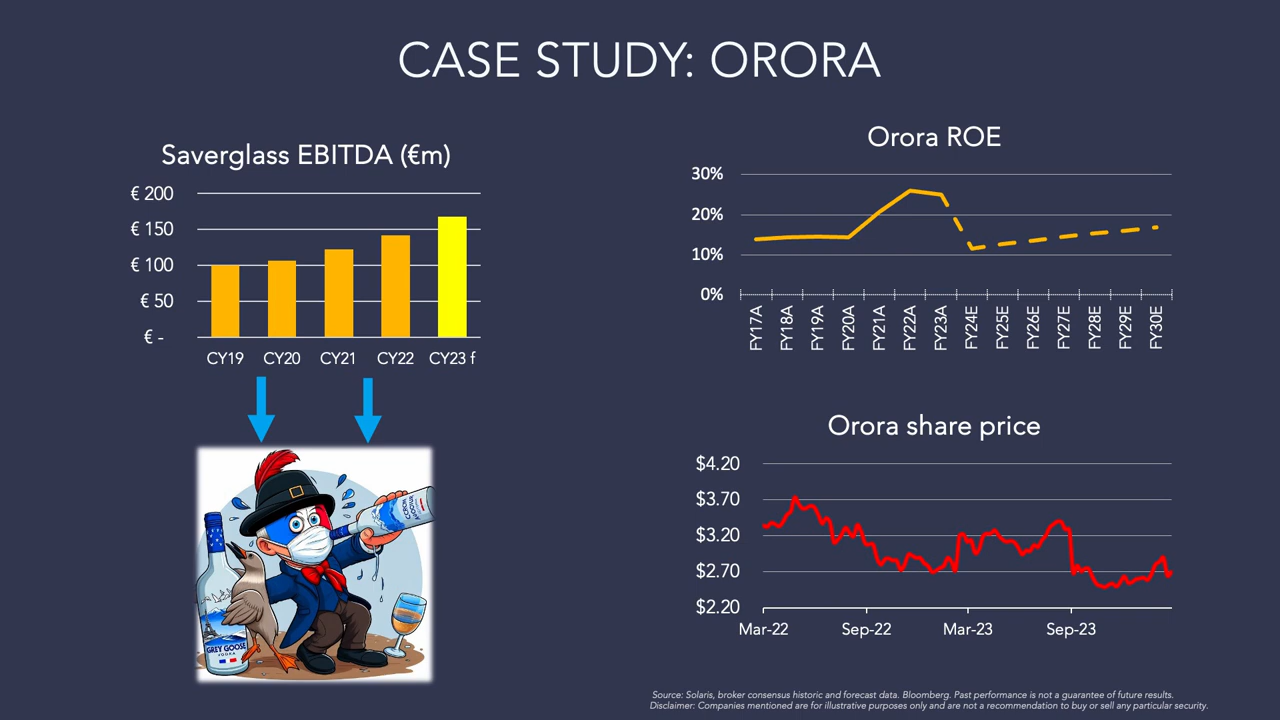 CASE STUDY: ORORA
Saverglass EBITDA (€m)
€ 200
€ 150
€ 100
€ 50
€ -
CY19 CY20 CY21 CY22 CY23 f
GREY GOOSE
VODKA
Orora ROE
30%
20%
10%
0%
FY17A FY18A FY19A FY20A FY21A FY22A FY23A FY24E FY25E FY26E FY27E FY28E FY29E FY30E
Orora share price
$4.20
$3.70
$3.20
$2.70
$2.20
Mar-22 Sep-22 Mar-23 Sep-23
Source: Solaris, broker consensus historic and forecast data. Bloomberg. Past performance is not a guarantee of future results.
Disclaimer: Companies mentioned are for illustrative purposes only and are not a recommendation to buy or sell any particular security.